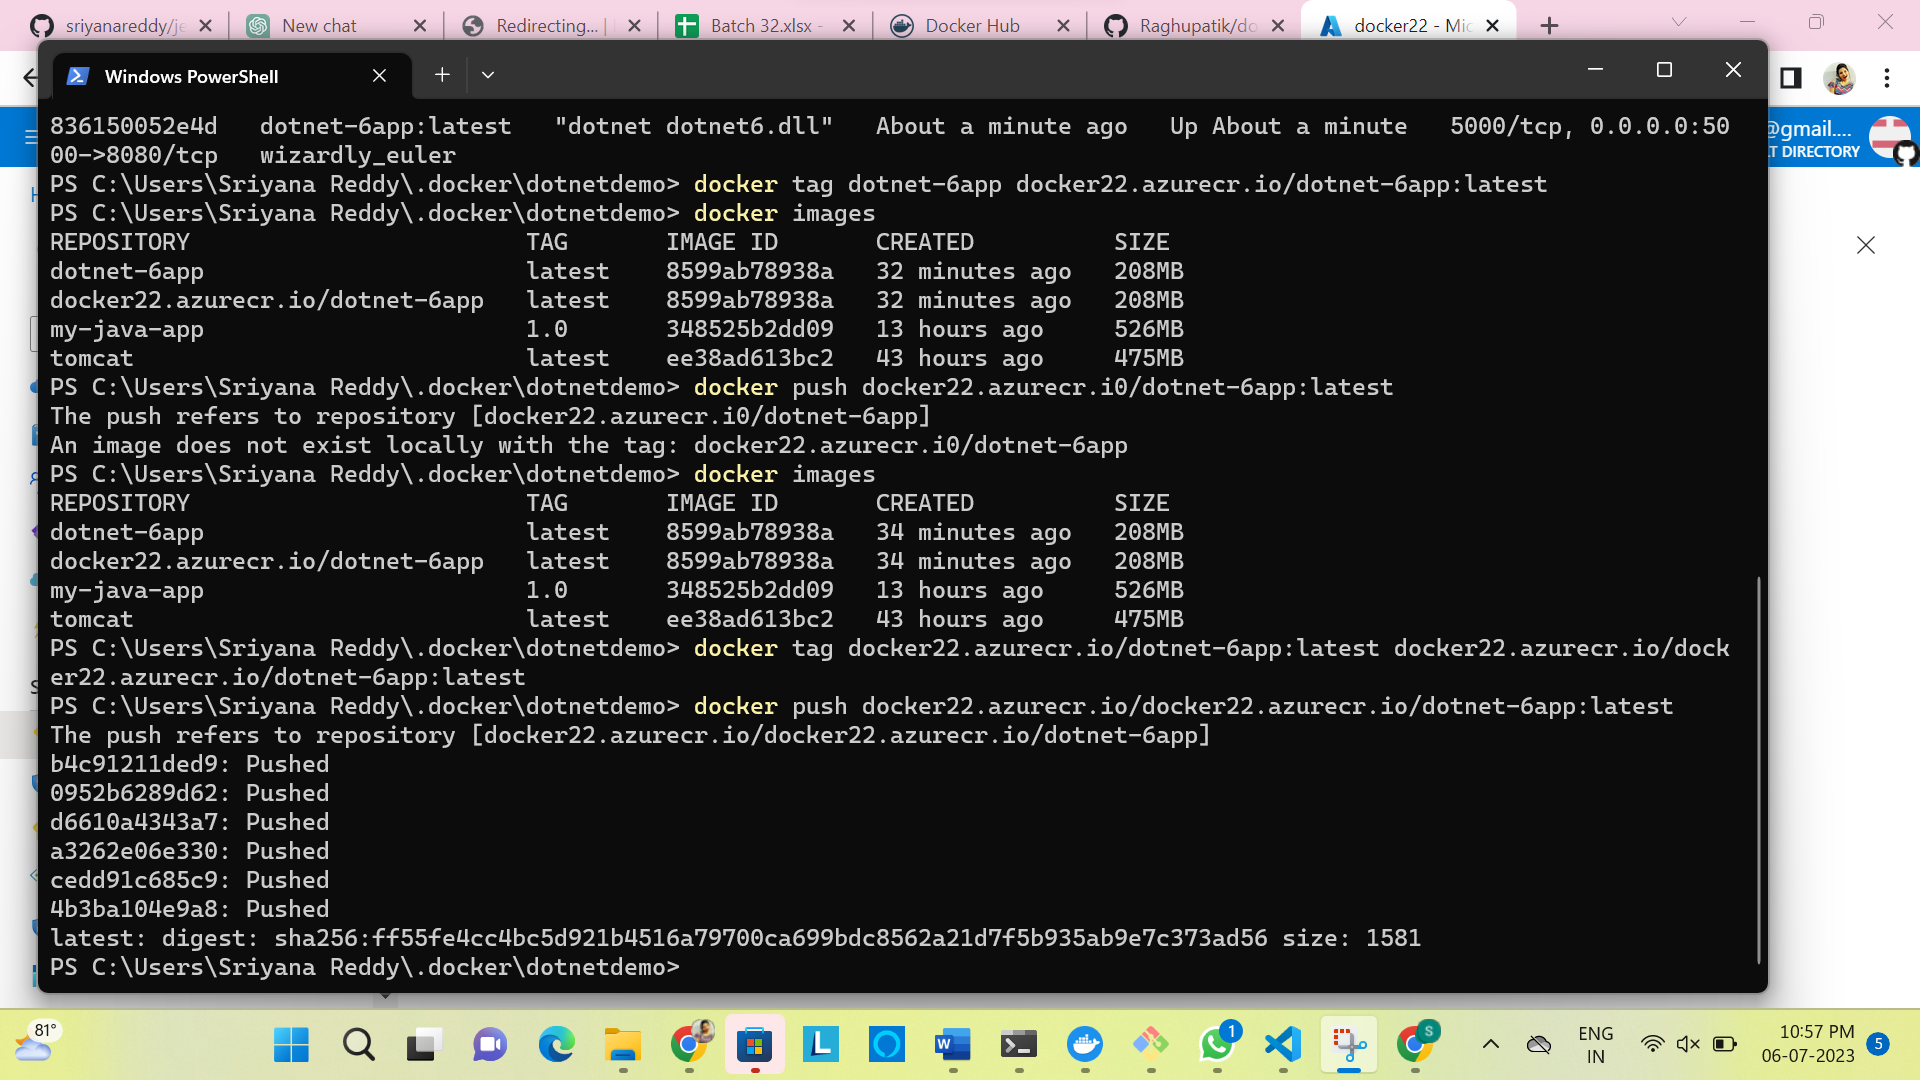 sriyanareddy/je
New chat
Redirecting... |
Batch 32.xlsx -
Docker Hub
Raghupatik/do
docker22 - Mic
Windows PowerShell
@gmail....
T DIRECTORY
836150052e4d   dotnet-6app:latest   "dotnet dotnet6.dll"   About a minute ago   Up About a minute   5000/tcp, 0.0.0.0:50
00->8080/tcp   wizardly_euler
PS C:\Users\Sriyana Reddy\.docker\dotnetdemo> docker tag dotnet-6app docker22.azurecr.io/dotnet-6app:latest
PS C:\Users\Sriyana Reddy\.docker\dotnetdemo> docker images
REPOSITORY                        TAG       IMAGE ID       CREATED          SIZE
dotnet-6app                       latest    8599ab78938a   32 minutes ago   208MB
docker22.azurecr.io/dotnet-6app   latest    8599ab78938a   32 minutes ago   208MB
my-java-app                       1.0       348525b2dd09   13 hours ago     526MB
tomcat                            latest    ee38ad613bc2   43 hours ago     475MB
PS C:\Users\Sriyana Reddy\.docker\dotnetdemo> docker push docker22.azurecr.i0/dotnet-6app:latest
The push refers to repository [docker22.azurecr.i0/dotnet-6app]
An image does not exist locally with the tag: docker22.azurecr.i0/dotnet-6app
PS C:\Users\Sriyana Reddy\.docker\dotnetdemo> docker images
REPOSITORY                        TAG       IMAGE ID       CREATED          SIZE
dotnet-6app                       latest    8599ab78938a   34 minutes ago   208MB
docker22.azurecr.io/dotnet-6app   latest    8599ab78938a   34 minutes ago   208MB
my-java-app                       1.0       348525b2dd09   13 hours ago     526MB
tomcat                            latest    ee38ad613bc2   43 hours ago     475MB
PS C:\Users\Sriyana Reddy\.docker\dotnetdemo> docker tag docker22.azurecr.io/dotnet-6app:latest docker22.azurecr.io/dock
er22.azurecr.io/dotnet-6app:latest
PS C:\Users\Sriyana Reddy\.docker\dotnetdemo> docker push docker22.azurecr.io/docker22.azurecr.io/dotnet-6app:latest
The push refers to repository [docker22.azurecr.io/docker22.azurecr.io/dotnet-6app]
b4c91211ded9: Pushed
0952b6289d62: Pushed
d6610a4343a7: Pushed
a3262e06e330: Pushed
cedd91c685c9: Pushed
4b3ba104e9a8: Pushed
latest: digest: sha256:ff55fe4cc4bc5d921b4516a79700ca699bdc8562a21d7f5b935ab9e7c373ad56 size: 1581
PS C:\Users\Sriyana Reddy\.docker\dotnetdemo>
81°
1
S
ENG
IN
10:57 PM
06-07-2023
5